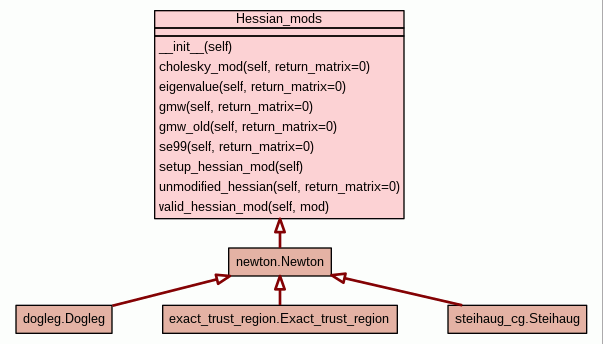 Hessian_mods
__init__(self)
cholesky_mod(self, return_matrix=0)
eigenvalue(self, return_matrix=0)
gmw(self, return_matrix=0)
gmw_old(self, return_matrix=0)
se99(self, return_matrix=0)
setup_hessian_mod(self)
unmodified_hessian(self, return_matrix=0)
valid_hessian_mod(self, mod)
newton.Newton
dogleg.Dogleg
exact_trust_region.Exact_trust_region
steihaug_cg.Steihaug